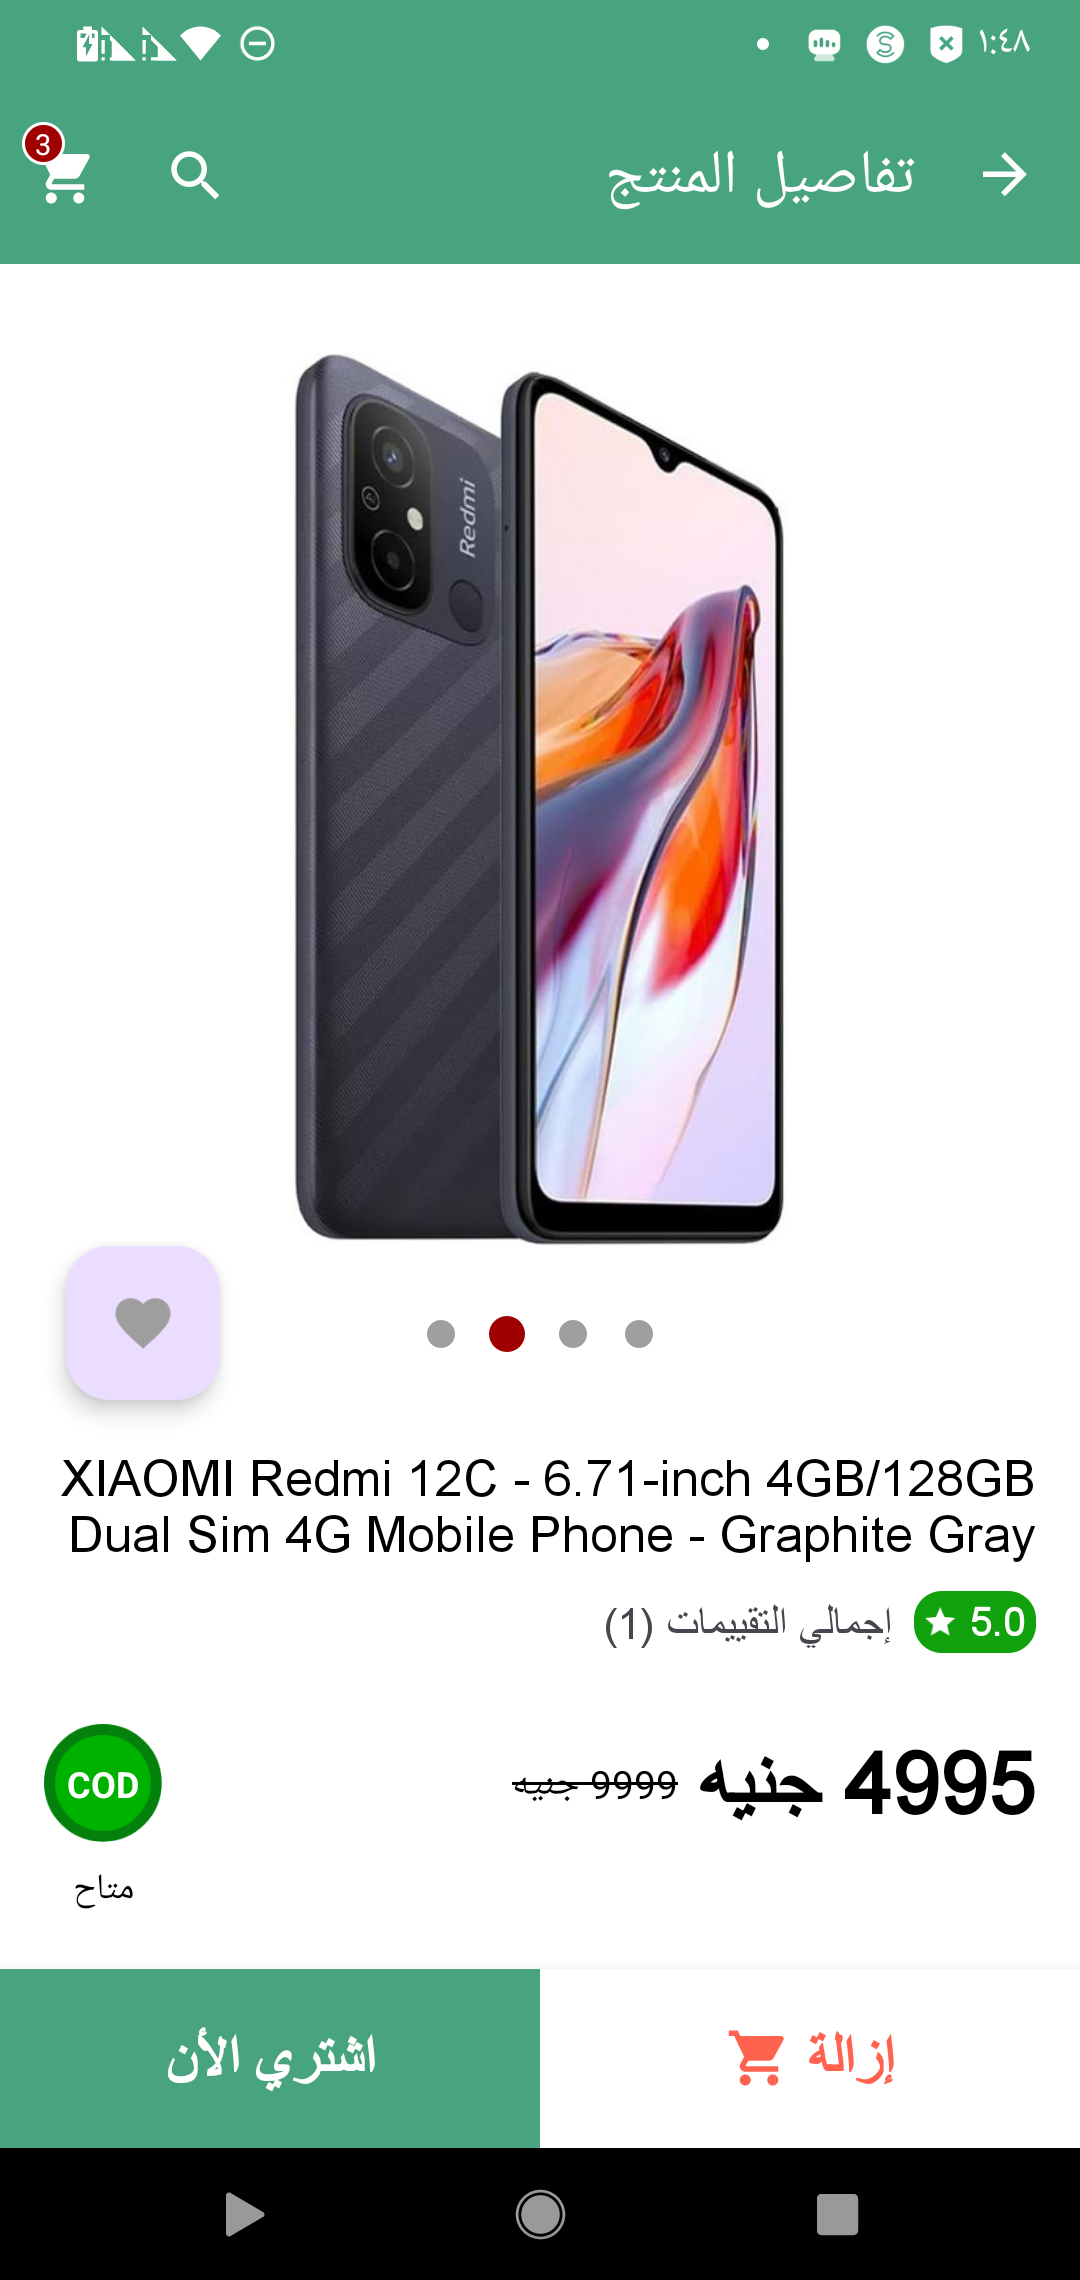 ١:٤٨
3
تفاصيل المنتج
Redmi
XIAOMI Redmi 12C - 6.71-inch 4GB/128GB
Dual Sim 4G Mobile Phone - Graphite Gray
5.0 إجمالي التقييمات (1)
4995 جنيه 9999 جنيه
COD
متاح
إزالة
اشتري الأن